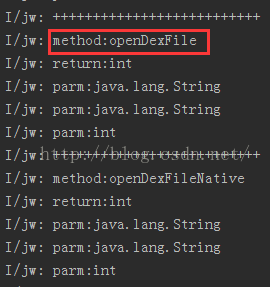 I/jw: ++++++++++++++++++++++++++
I/jw: method:openDexFile
I/jw: return:int
I/jw: parm:java.lang.String
I/jw: parm:java.lang.String
I/jw: parm:int
I/jw: ++++++++++++++++++++++++++
http://blog.csdn.net/
I/jw: method:openDexFileNative
I/jw: return:int
I/jw: parm:java.lang.String
I/jw: parm:java.lang.String
I/jw: parm:int